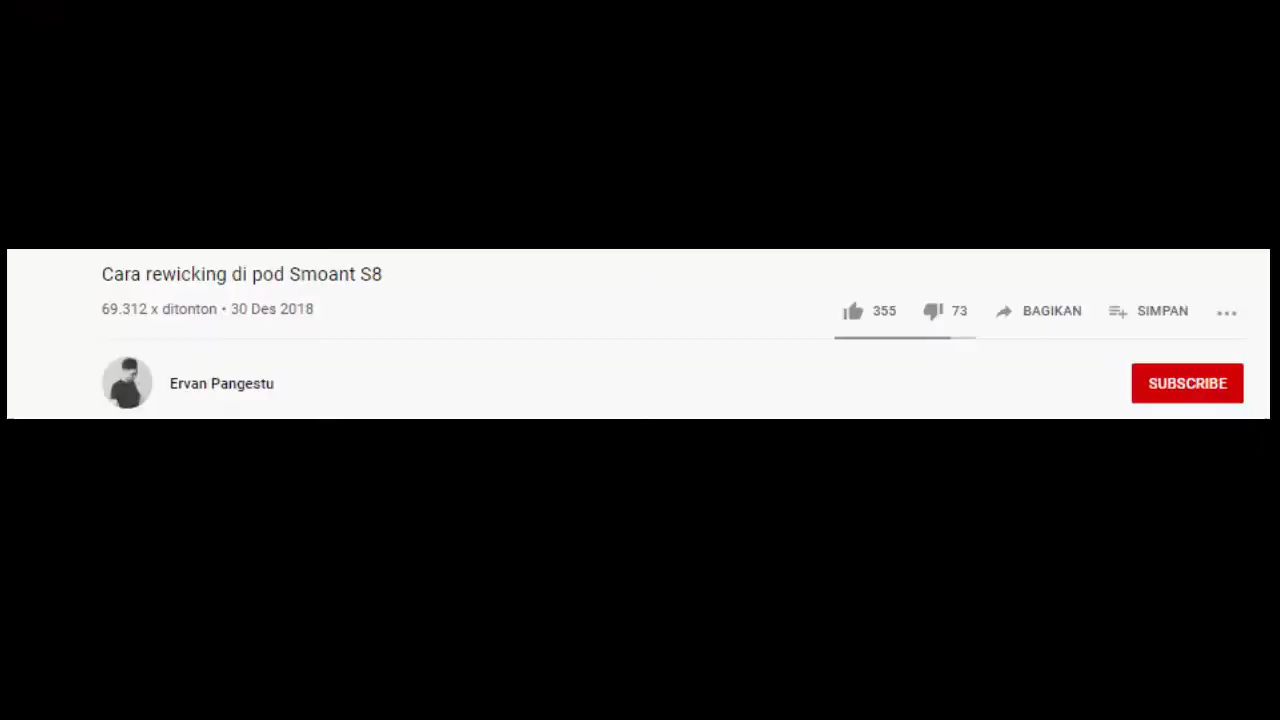 Cara rewicking di pod Smoant S8
69.312 x ditonton • 30 Des 2018
355 73 BAGIKAN SIMPAN
Ervan Pangestu
SUBSCRIBE